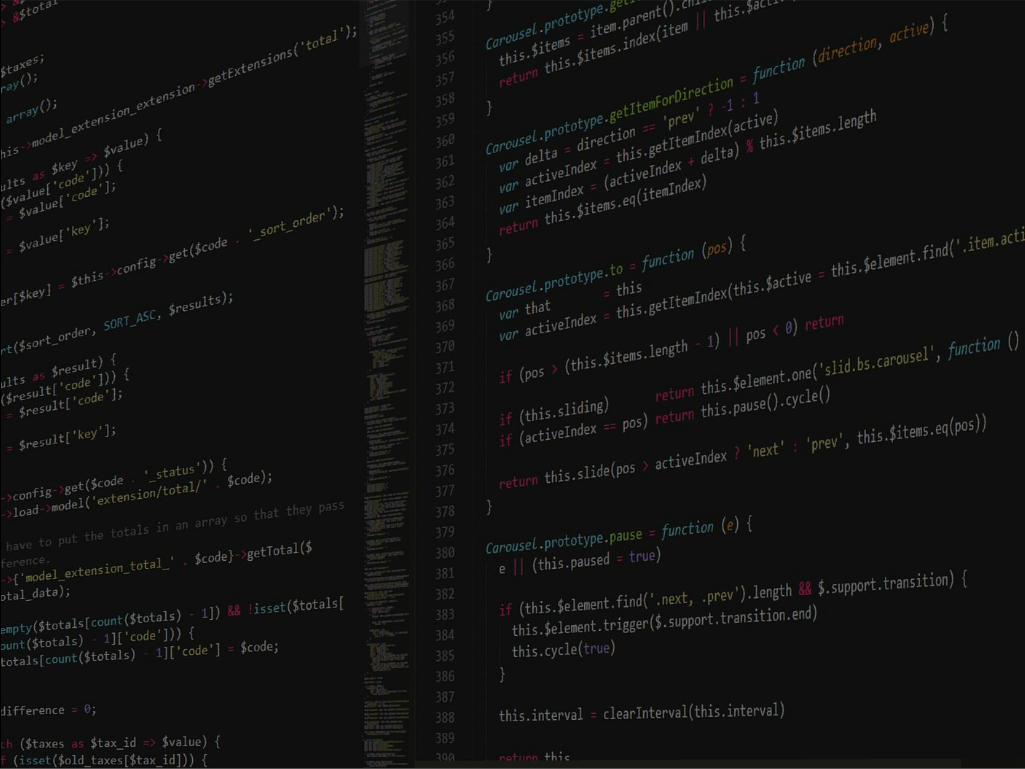 &$total
$taxes;
ray();
array();
his->model_extension_extension->getExtensions('total');
ults as $key => $value) {
($value['code'])) {
= $value['code'];
= $value['key'];
er[$key] = $this->config->get($code . '_sort_order');
rt($sort_order, SORT_ASC, $results);
ults as $result) {
($result['code'])) {
= $result['code'];
= $result['key'];
->config->get($code . '_status')) {
->load->model('extension/total/' . $code);
have to put the totals in an array so that they pass
ference.
->{'model_extension_total_' . $code}->getTotal($
otal_data);
empty($totals[count($totals) - 1]) && !isset($totals[
ount($totals) - 1]['code'])) {
totals[count($totals) - 1]['code'] = $code;
difference = 0;
ch ($taxes as $tax_id => $value) {
f (isset($old_taxes[$tax_id])) {
354 }
355 Carousel.prototype.
356 this.$items = item.parent().
357 return this.$items.index(item || this.$
358 }
359
360 Carousel.prototype.getItemForDirection = function (direction, active) {
361 var delta = direction == 'prev' ? -1 : 1
362 var activeIndex = this.getItemIndex(active)
363 var itemIndex = (activeIndex + delta) % this.$items.length
364 return this.$items.eq(itemIndex)
365 }
366
367 Carousel.prototype.to = function (pos) {
368 var that = this
369 var activeIndex = this.getItemIndex(this.$active = this.$element.find('.item.acti
370
371 if (pos > (this.$items.length - 1) || pos < 0) return
372
373 if (this.sliding) return this.$element.one('slid.bs.carousel', function ()
374 if (activeIndex == pos) return this.pause().cycle()
375
376 return this.slide(pos > activeIndex ? 'next' : 'prev', this.$items.eq(pos))
377 }
378
379 Carousel.prototype.pause = function (e) {
380 e || (this.paused = true)
381
382 if (this.$element.find('.next, .prev').length && $.support.transition) {
383 this.$element.trigger($.support.transition.end)
384 this.cycle(true)
385 }
386
387
388 this.interval = clearInterval(this.interval)
389
390 return this